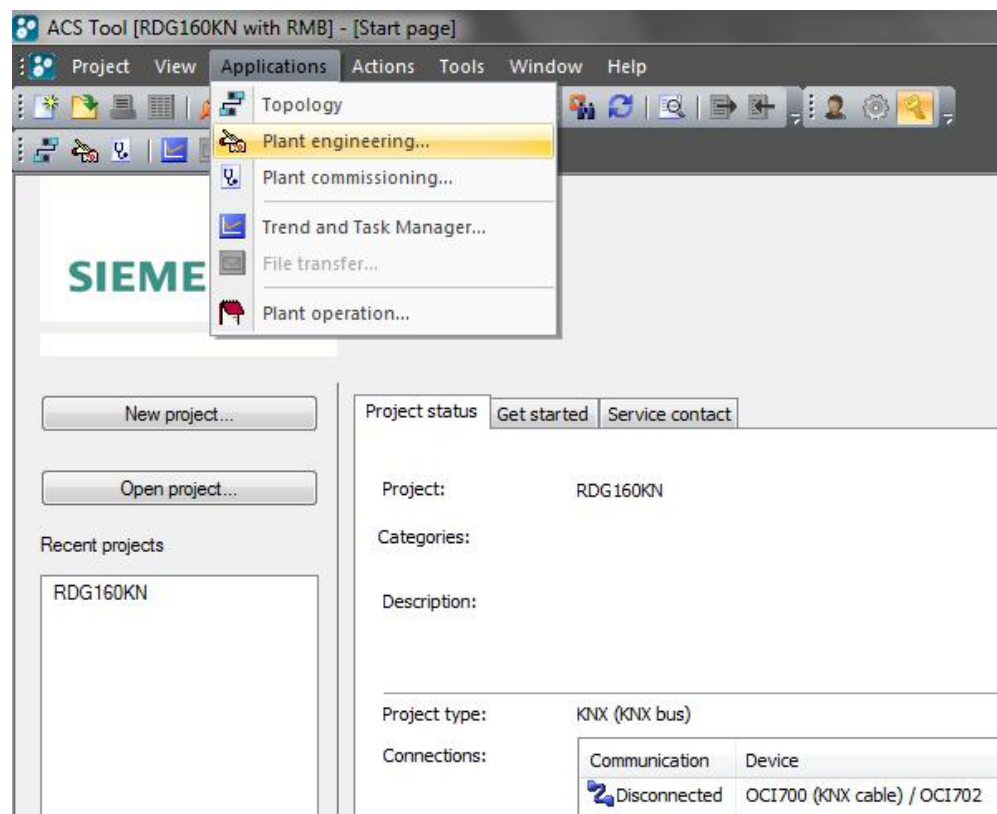 ACS Tool [RDG160KN with RMB] - [Start page]
Project View Applications Actions Tools Window Help
Topology
Plant engineering...
Plant commissioning...
Trend and Task Manager...
File transfer...
Plant operation...
SIEME
New project...
Open project...
Recent projects
RDG160KN
Project status Get started Service contact
Project: RDG160KN
Categories:
Description:
Project type: KNX (KNX bus)
Connections:
Communication Device
Disconnected OCI700 (KNX cable) / OCI702